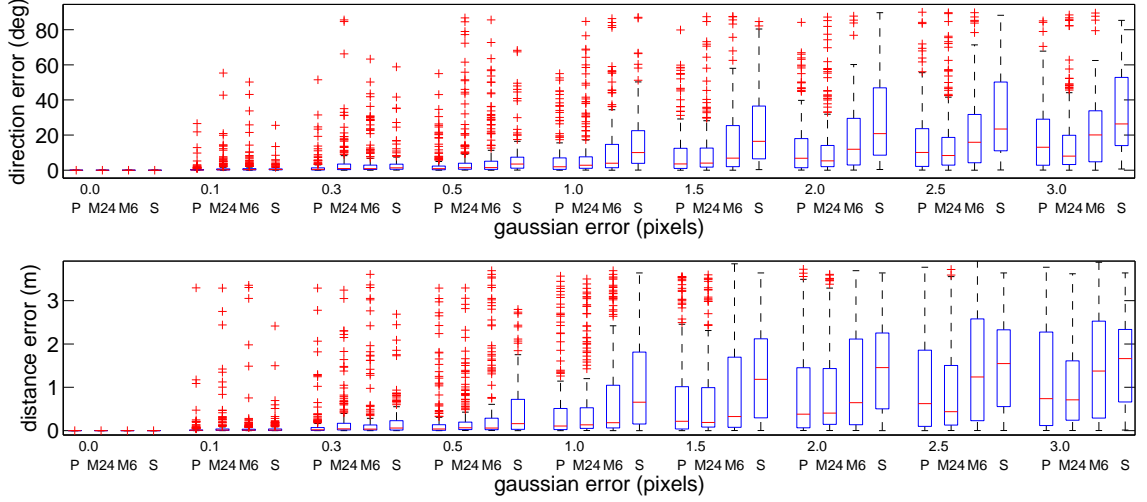 direction error (deg)
80
60
40
20
0
0.0 0.1 0.3 0.5 1.0 1.5 2.0 2.5 3.0
P M24 M6 S P M24 M6 S P M24 M6 S P M24 M6 S P M24 M6 S P M24 M6 S P M24 M6 S P M24 M6 S P M24 M6 S
gaussian error (pixels)
distance error (m)
3
2
1
0
0.0 0.1 0.3 0.5 1.0 1.5 2.0 2.5 3.0
P M24 M6 S P M24 M6 S P M24 M6 S P M24 M6 S P M24 M6 S P M24 M6 S P M24 M6 S P M24 M6 S P M24 M6 S
gaussian error (pixels)